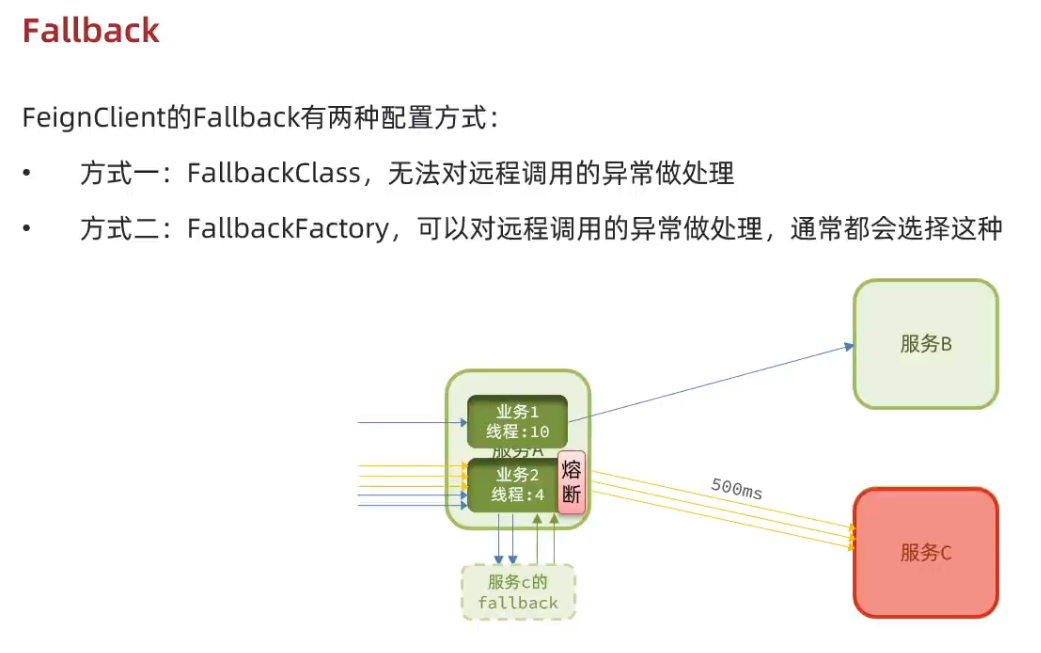 Fallback
FeignClient的Fallback有两种配置方式：
• 方式一：FallbackClass，无法对远程调用的异常做处理
• 方式二：FallbackFactory，可以对远程调用的异常做处理，通常都会选择这种
服务B
业务1
线程:10
服务A
业务2
线程:4
熔
断
500ms
服务C
服务c的
fallback